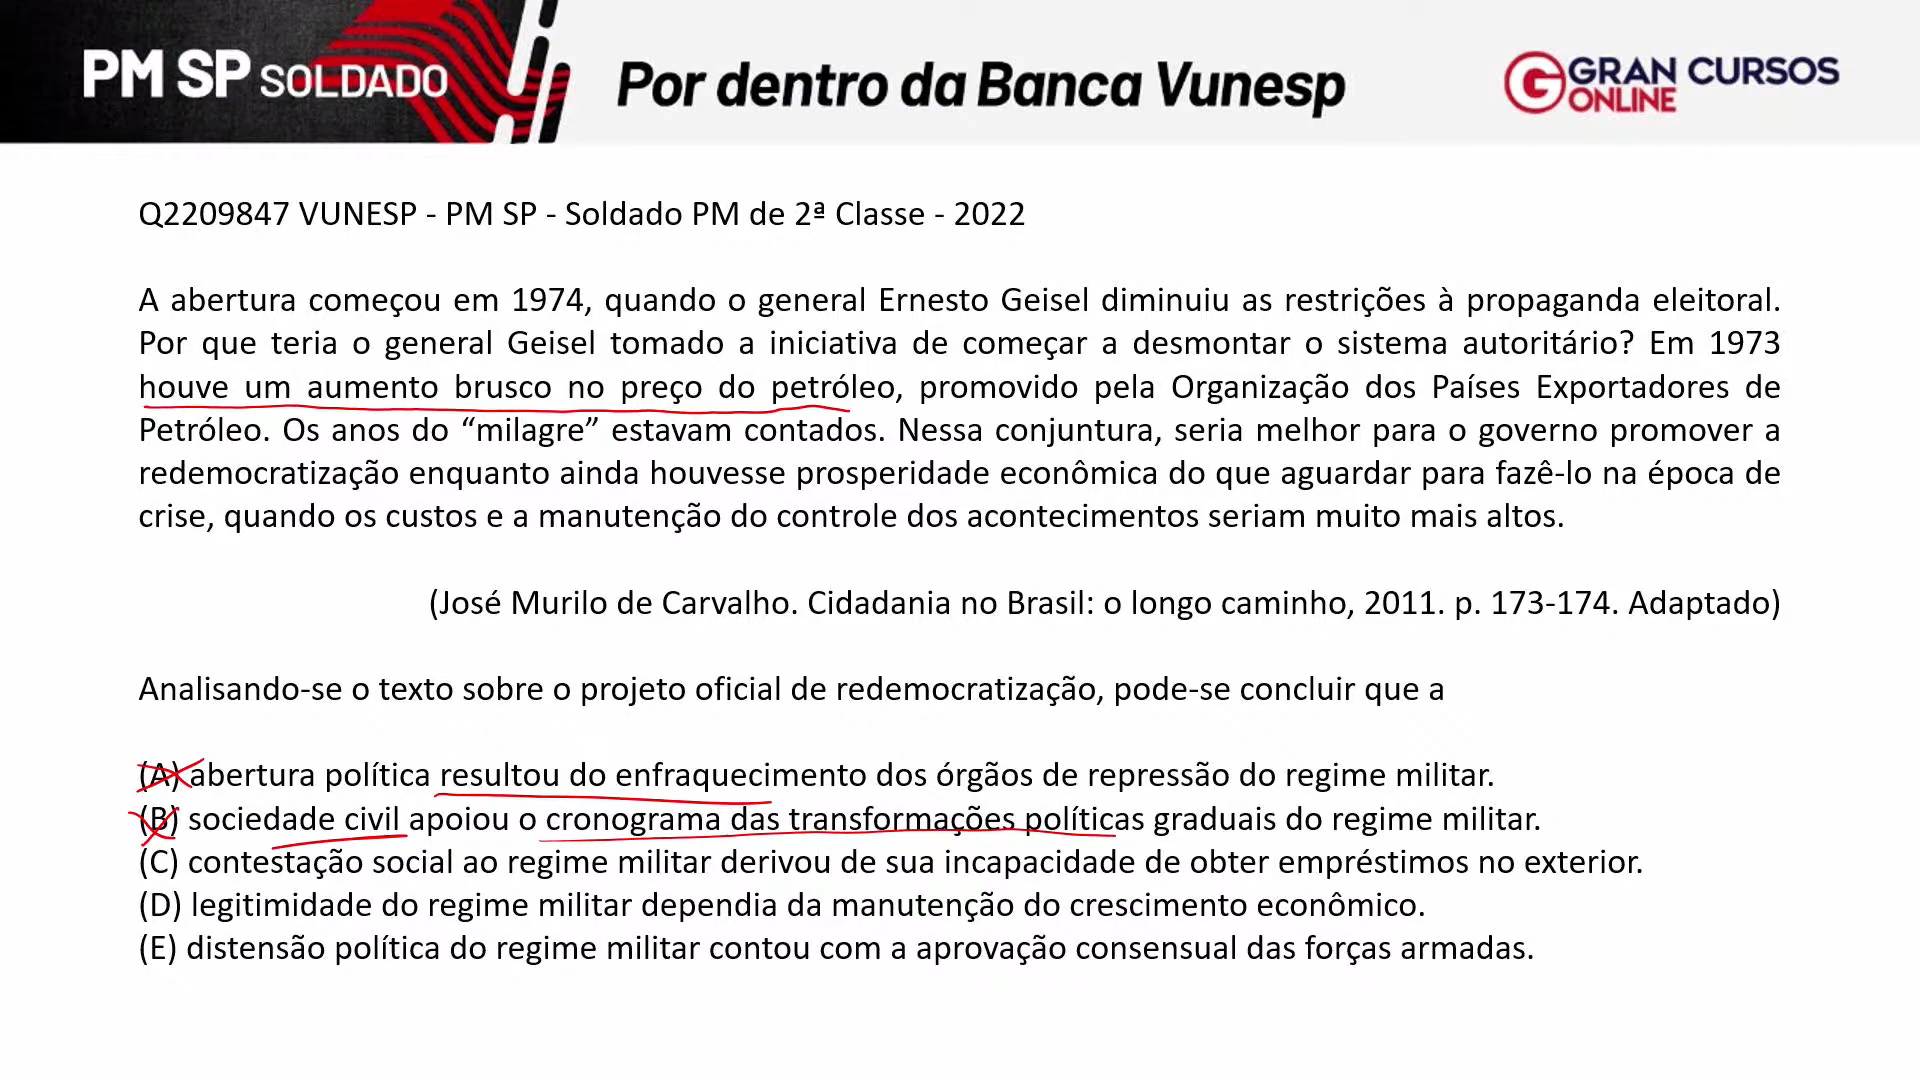 PM SP SOLDADO
Por dentro da Banca Vunesp
GRAN CURSOS
ONLINE
Q2209847 VUNESP - PM SP - Soldado PM de 2ª Classe - 2022
A abertura começou em 1974, quando o general Ernesto Geisel diminuiu as restrições à propaganda eleitoral.
Por que teria o general Geisel tomado a iniciativa de começar a desmontar o sistema autoritário? Em 1973
houve um aumento brusco no preço do petróleo, promovido pela Organização dos Países Exportadores de
Petróleo. Os anos do “milagre” estavam contados. Nessa conjuntura, seria melhor para o governo promover a
redemocratização enquanto ainda houvesse prosperidade econômica do que aguardar para fazê-lo na época de
crise, quando os custos e a manutenção do controle dos acontecimentos seriam muito mais altos.
(José Murilo de Carvalho. Cidadania no Brasil: o longo caminho, 2011. p. 173-174. Adaptado)
Analisando-se o texto sobre o projeto oficial de redemocratização, pode-se concluir que a
(A) abertura política resultou do enfraquecimento dos órgãos de repressão do regime militar.
(B) sociedade civil apoiou o cronograma das transformações políticas graduais do regime militar.
(C) contestação social ao regime militar derivou de sua incapacidade de obter empréstimos no exterior.
(D) legitimidade do regime militar dependia da manutenção do crescimento econômico.
(E) distensão política do regime militar contou com a aprovação consensual das forças armadas.